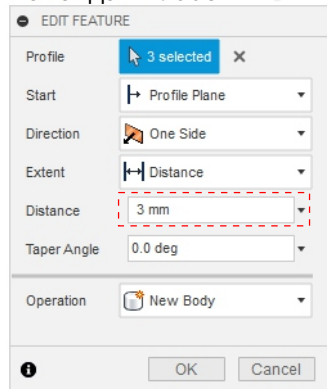 EDIT FEATURE
Profile 3 selected
Start Profile Plane
Direction One Side
Extent Distance
Distance 3 mm
Taper Angle 0.0 deg
Operation New Body
OK Cancel